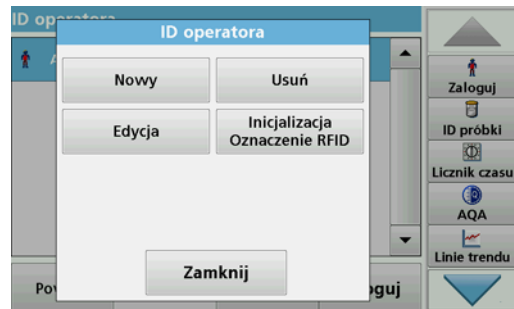 ID operatora
ID operatora
Nowy
Usuń
Edycja
Inicjalizacja
Oznaczenie RFID
Zamknij
Zaloguj
ID próbki
Licznik czasu
AQA
Linie trendu